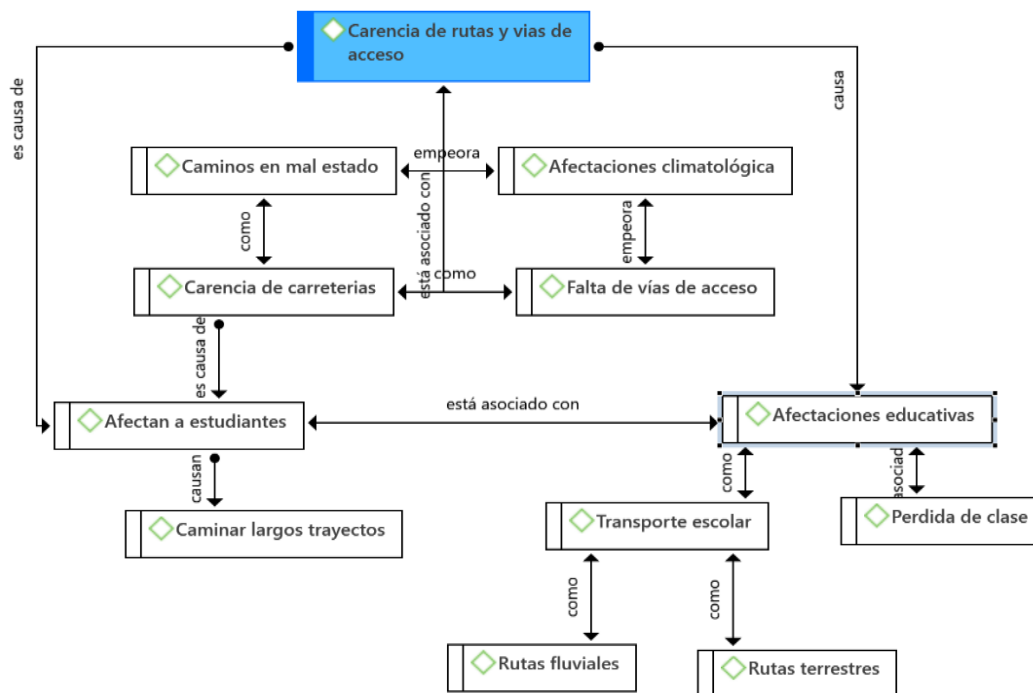 Carencia de rutas y vias de
acceso
es causa de
causa
Caminos en mal estado
empeora
Afectaciones climatológica
como
está asociado con
empeora
Carencia de carreterias
como
Falta de vías de acceso
es causa de
Afectan a estudiantes
está asociado con
Afectaciones educativas
causan
como
asociad
Caminar largos trayectos
Transporte escolar
Perdida de clase
como
como
Rutas fluviales
Rutas terrestres